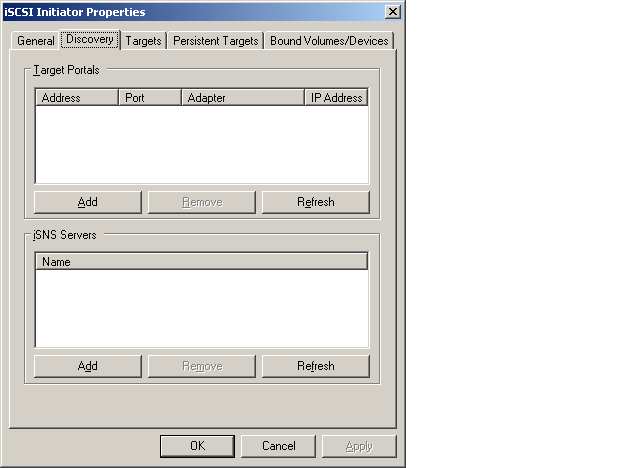 iSCSI Initiator Properties
General Discovery Targets Persistent Targets Bound Volumes/Devices
Target Portals
Address Port Adapter IP Address
Add Remove Refresh
iSNS Servers
Name
Add Remove Refresh
OK Cancel Apply